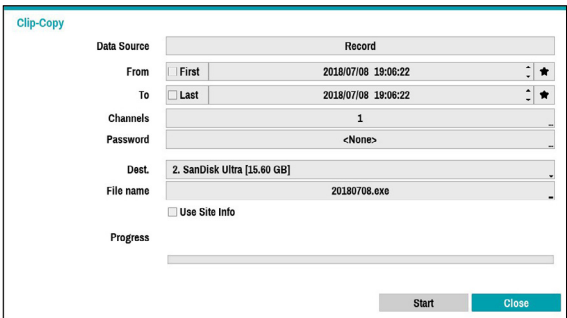 Clip-Copy
Data Source Record
From First 2018/07/08 19:06:22
To Last 2018/07/08 19:06:22
Channels 1 ...
Password <None> ...
Dest. 2. SanDisk Ultra [15.60 GB]
File name 20180708.exe
Use Site Info
Progress
Start Close